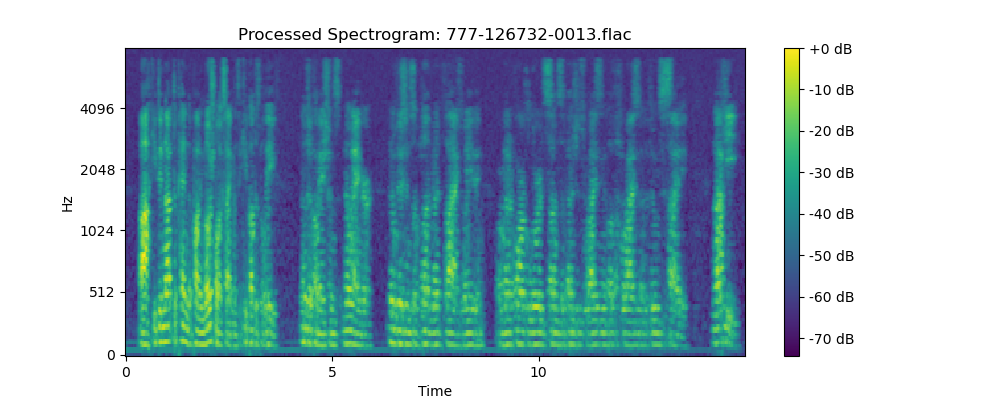 Processed Spectrogram: 777-126732-0013.flac
Hz
4096
2048
1024
512
0
0 5 10
Time
+0 dB
-10 dB
-20 dB
-30 dB
-40 dB
-50 dB
-60 dB
-70 dB